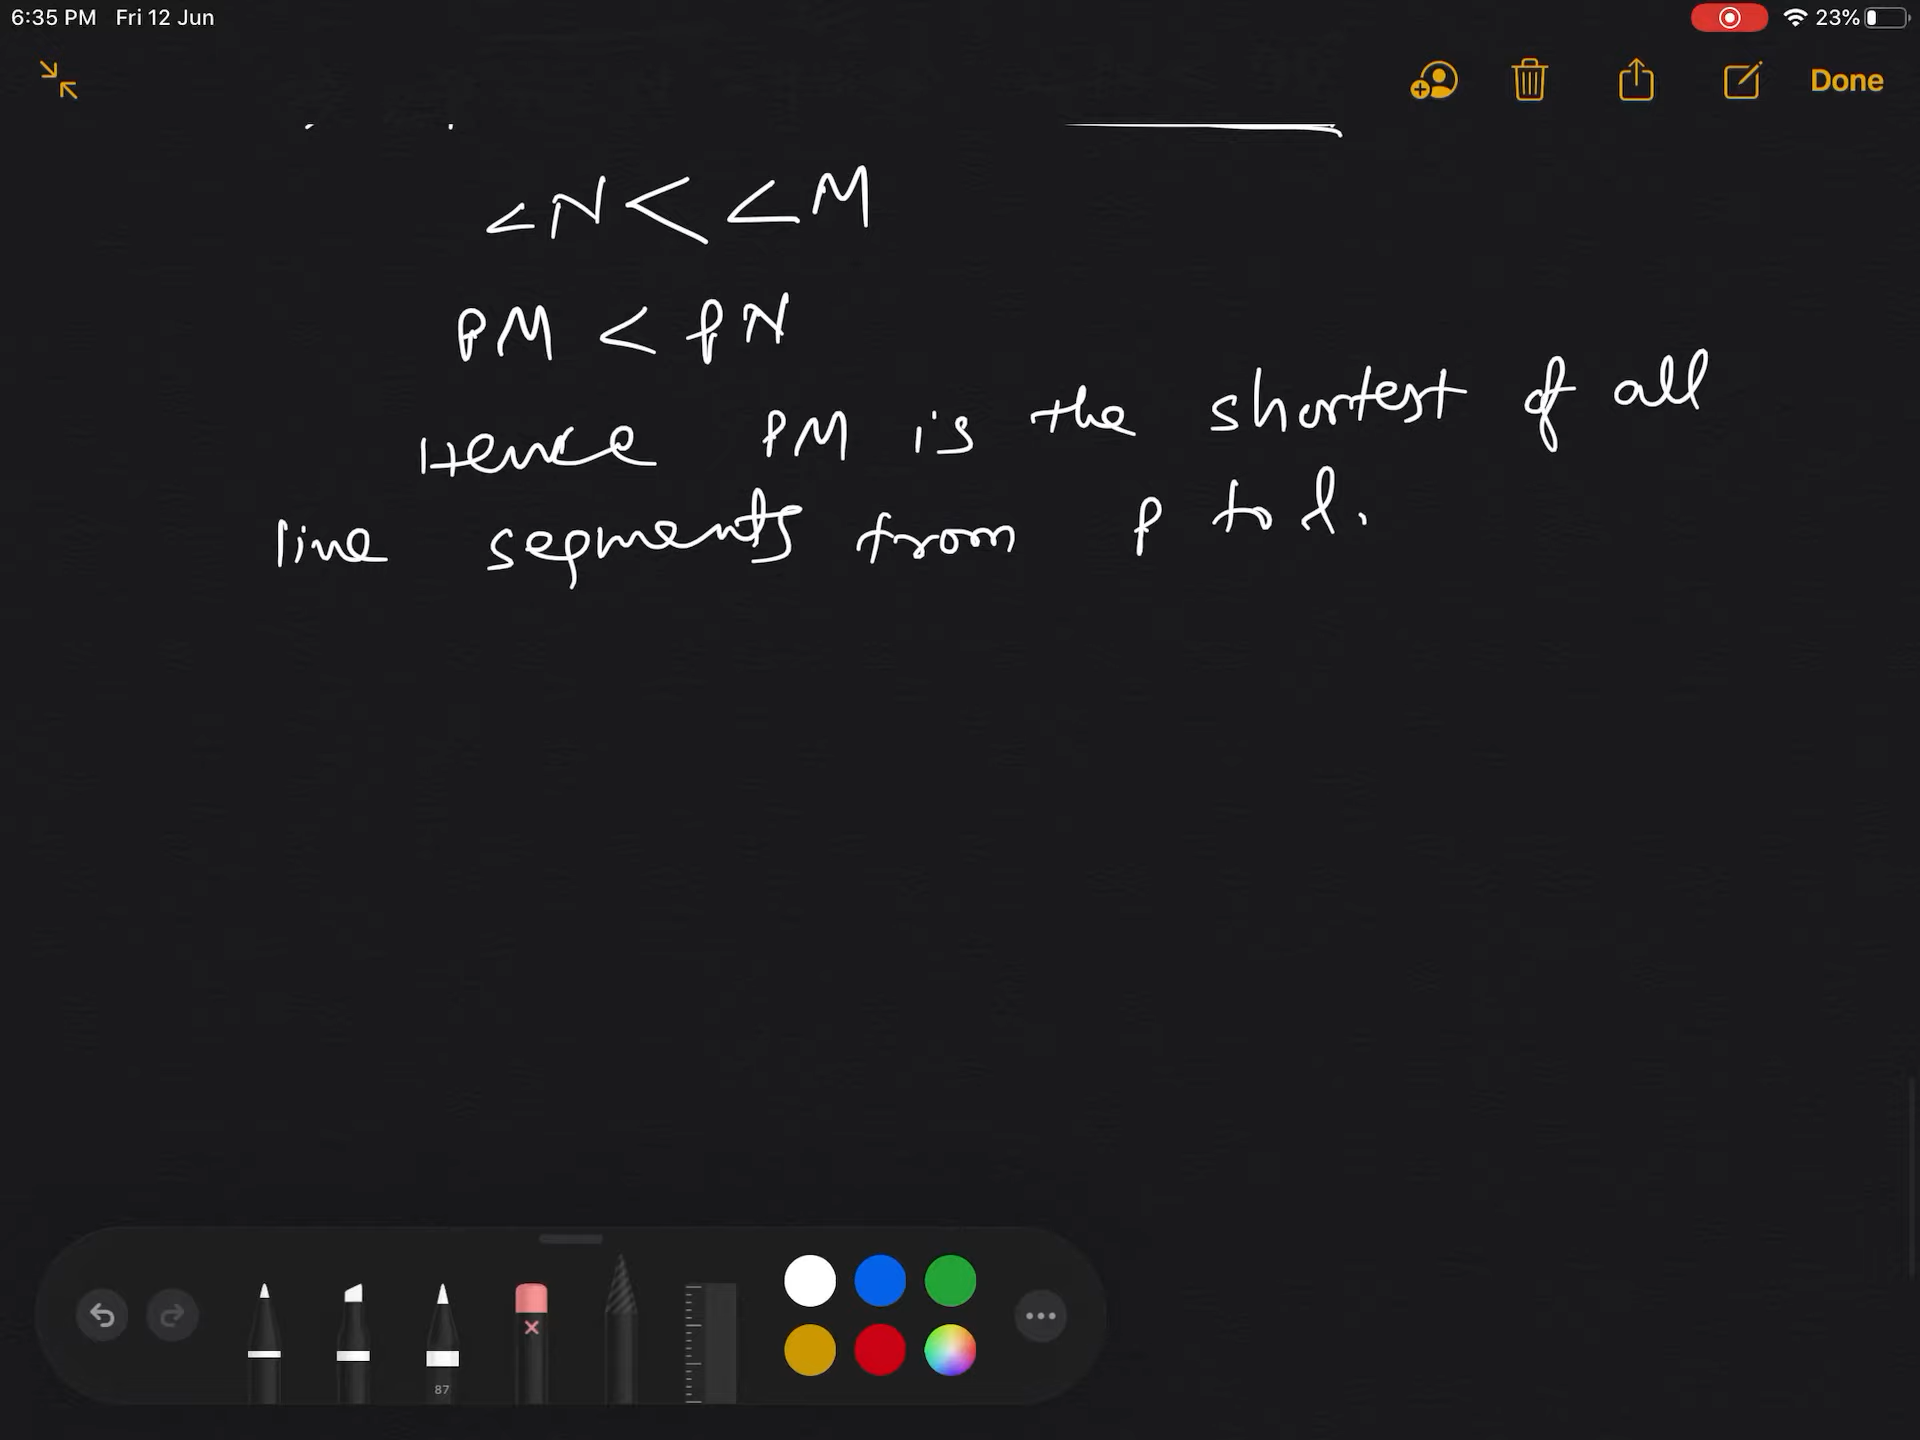 6:35 PM Fri 12 Jun 23%
Done
<N < <M
PM < PN
Hence PM is the shortest of all
line segments from P to l.
87